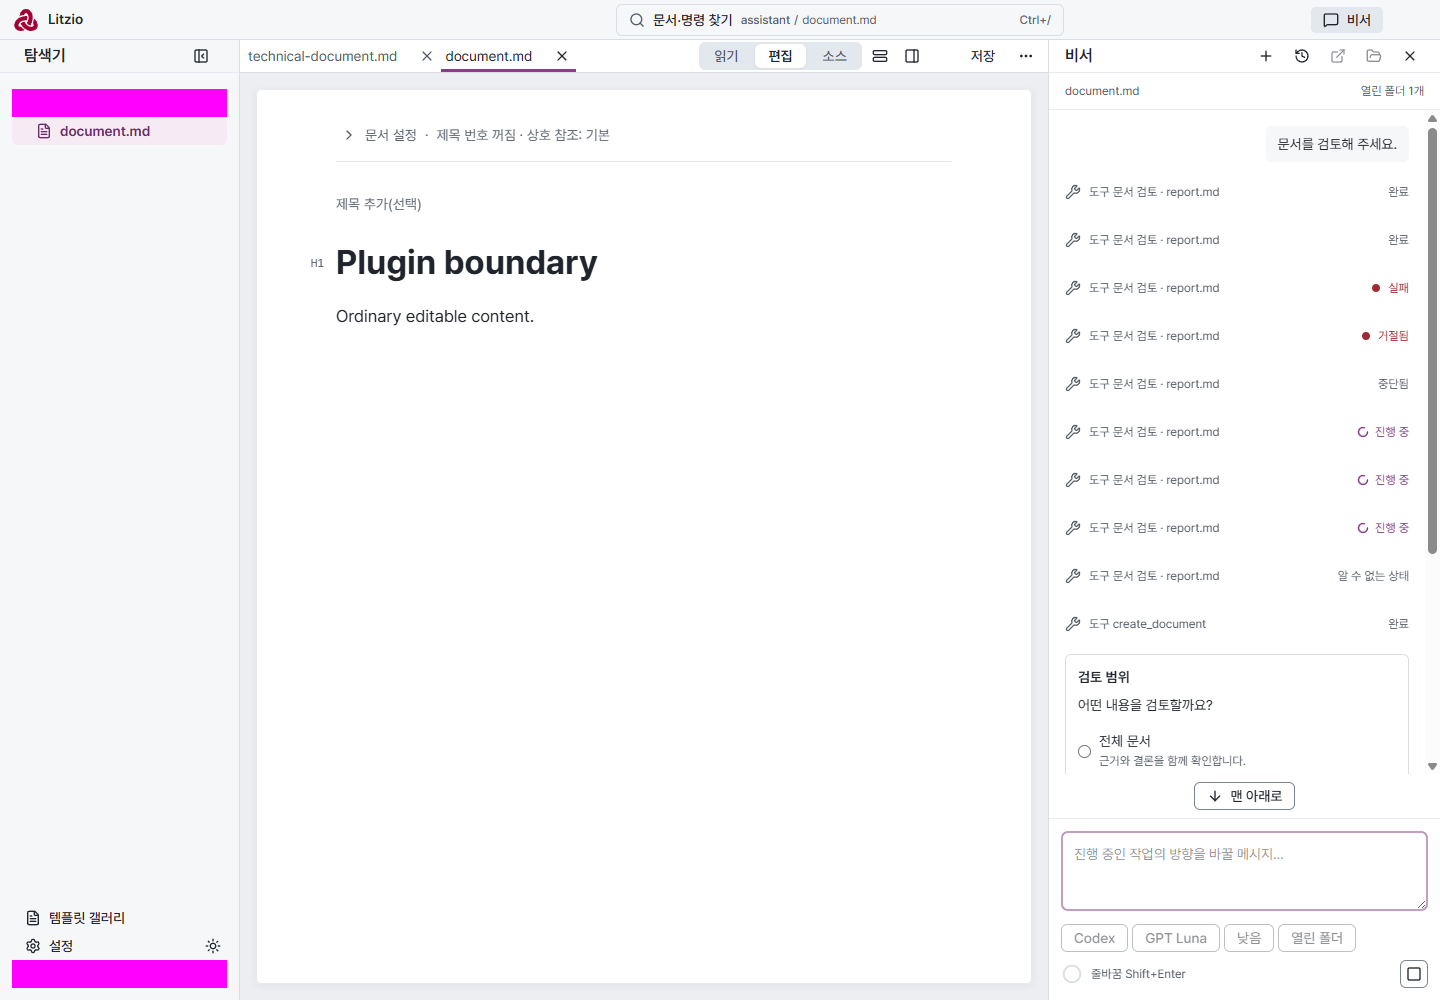 Litzio
문서·명령 찾기 assistant / document.md Ctrl+/
비서
탐색기
document.md
템플릿 갤러리
설정
technical-document.md
document.md
읽기 편집 소스
저장
문서 설정 · 제목 번호 꺼짐 · 상호 참조: 기본
제목 추가(선택)
H1 Plugin boundary
Ordinary editable content.
비서
document.md 열린 폴더 1개
문서를 검토해 주세요.
도구 문서 검토 · report.md 완료
도구 문서 검토 · report.md 완료
도구 문서 검토 · report.md 실패
도구 문서 검토 · report.md 거절됨
도구 문서 검토 · report.md 중단됨
도구 문서 검토 · report.md 진행 중
도구 문서 검토 · report.md 진행 중
도구 문서 검토 · report.md 진행 중
도구 문서 검토 · report.md 알 수 없는 상태
도구 create_document 완료
검토 범위
어떤 내용을 검토할까요?
전체 문서
근거와 결론을 함께 확인합니다.
맨 아래로
진행 중인 작업의 방향을 바꿀 메시지...
Codex GPT Luna 낮음 열린 폴더
줄바꿈 Shift+Enter